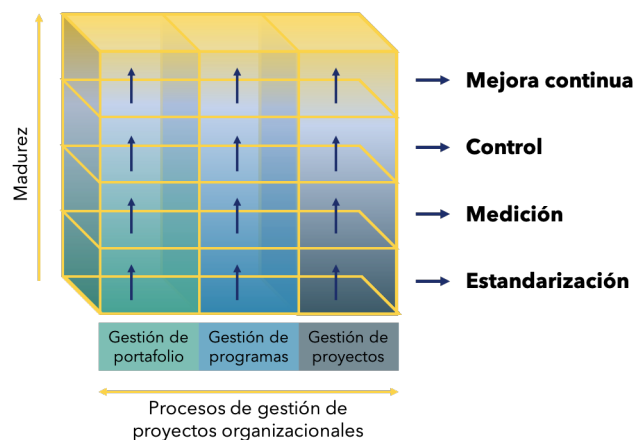 Madurez
Mejora continua
Control
Medición
Estandarización
Gestión de
portafolio
Gestión de
programas
Gestión de
proyectos
Procesos de gestión de
proyectos organizacionales